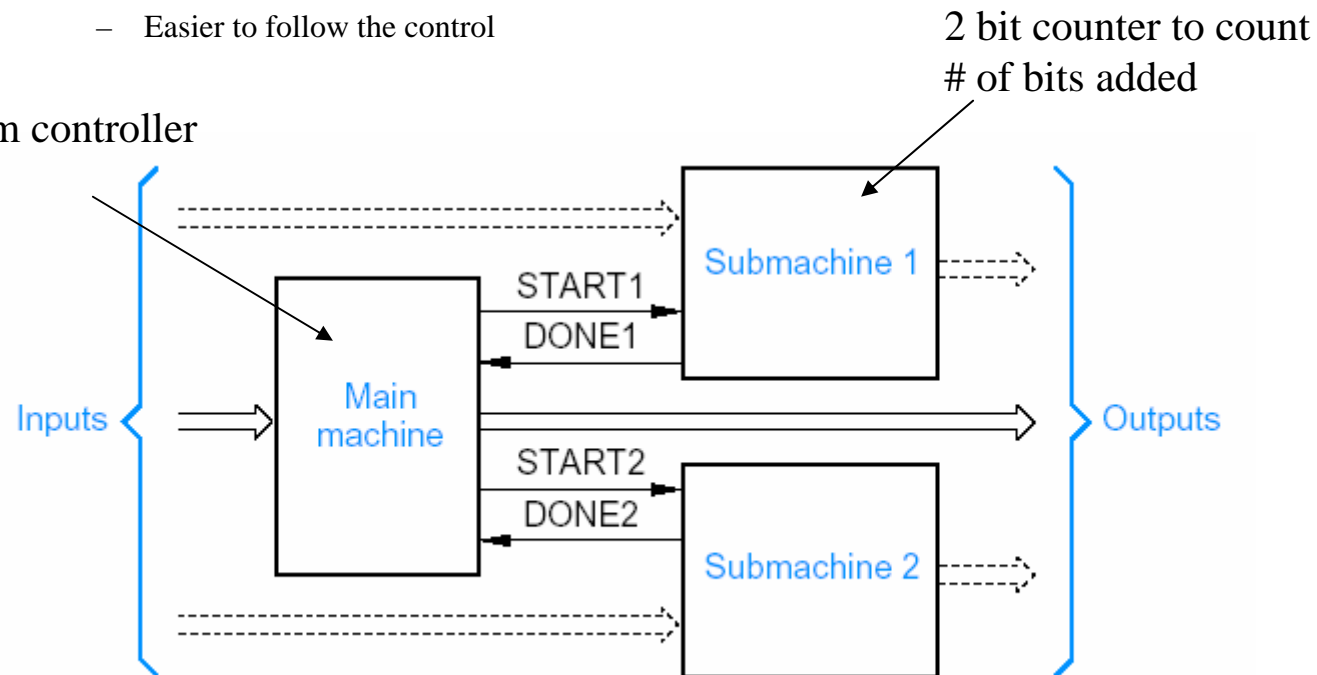 – Easier to follow the control
2 bit counter to count
# of bits added
controller
Submachine 1
START1
DONE1
Main
machine
Inputs
Outputs
START2
DONE2
Submachine 2